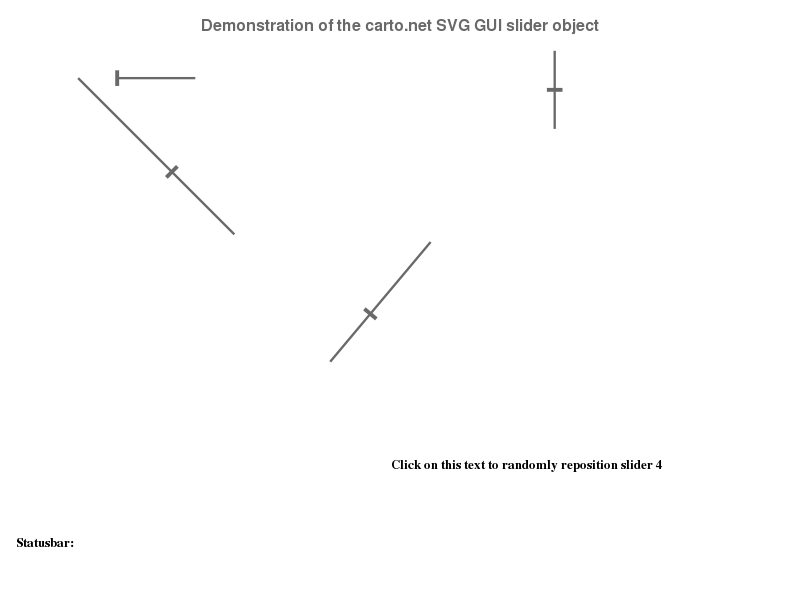 Demonstration of the carto.net SVG GUI slider object
Click on this text to randomly reposition slider 4
Statusbar: